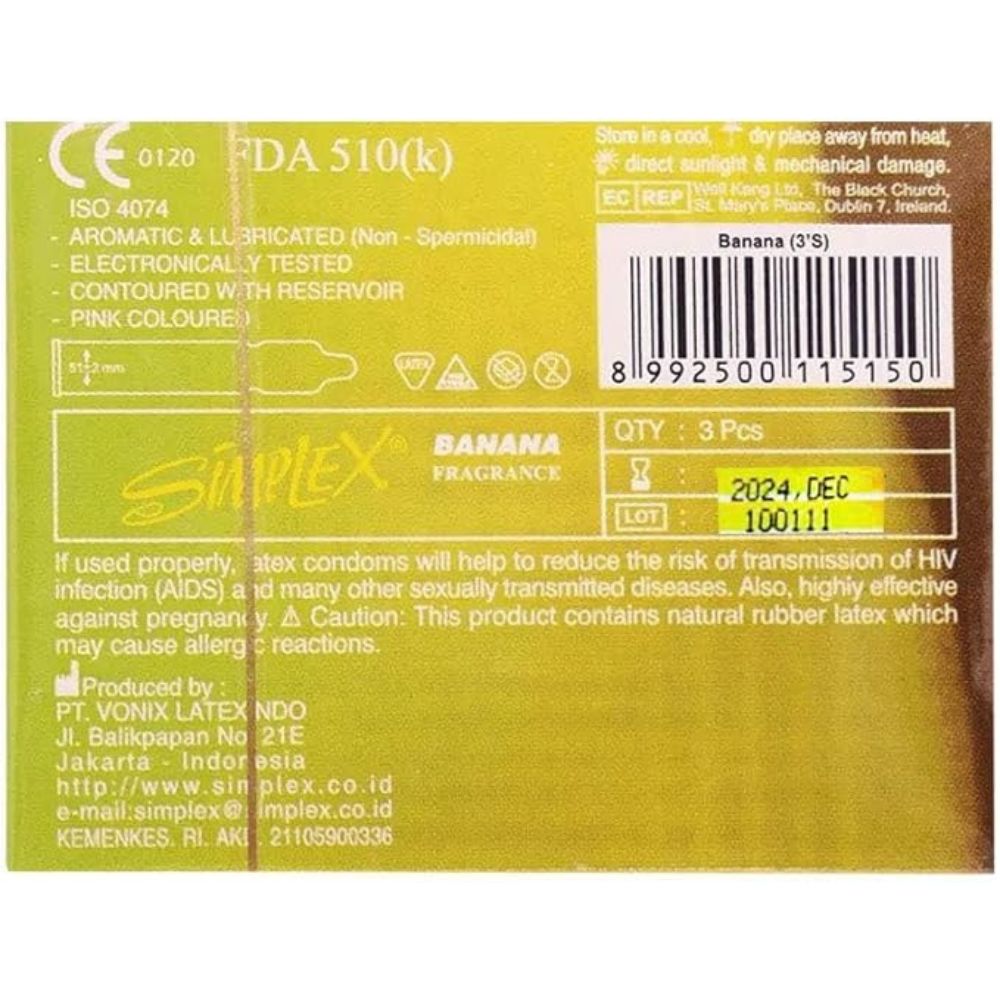 CE 0120 FDA 510(k)
ISO 4074
- AROMATIC & LUBRICATED (Non - Spermicidal)
- ELECTRONICALLY TESTED
- CONTOURED WITH RESERVOIR
- PINK COLOURED
51±2 mm
LATEX
Store in a cool, dry place away from heat,
direct sunlight & mechanical damage.
EC REP Well Kang Ltd, The Black Church,
St. Mary's Place, Dublin 7, Ireland.
Banana (3'S)
8 992500 115150
SimpleX® BANANA
FRAGRANCE
QTY : 3 Pcs
: 2024,DEC
LOT : 100111
If used properly, latex condoms will help to reduce the risk of transmission of HIV
infection (AIDS) and many other sexually transmitted diseases. Also, highly effective
against pregnancy. ⚠ Caution: This product contains natural rubber latex which
may cause allergic reactions.
Produced by :
PT. VONIX LATEXINDO
Jl. Balikpapan No. 21E
Jakarta - Indonesia
http://www.simplex.co.id
e-mail:simplex@simplex.co.id
KEMENKES. RI. AKL 21105900336